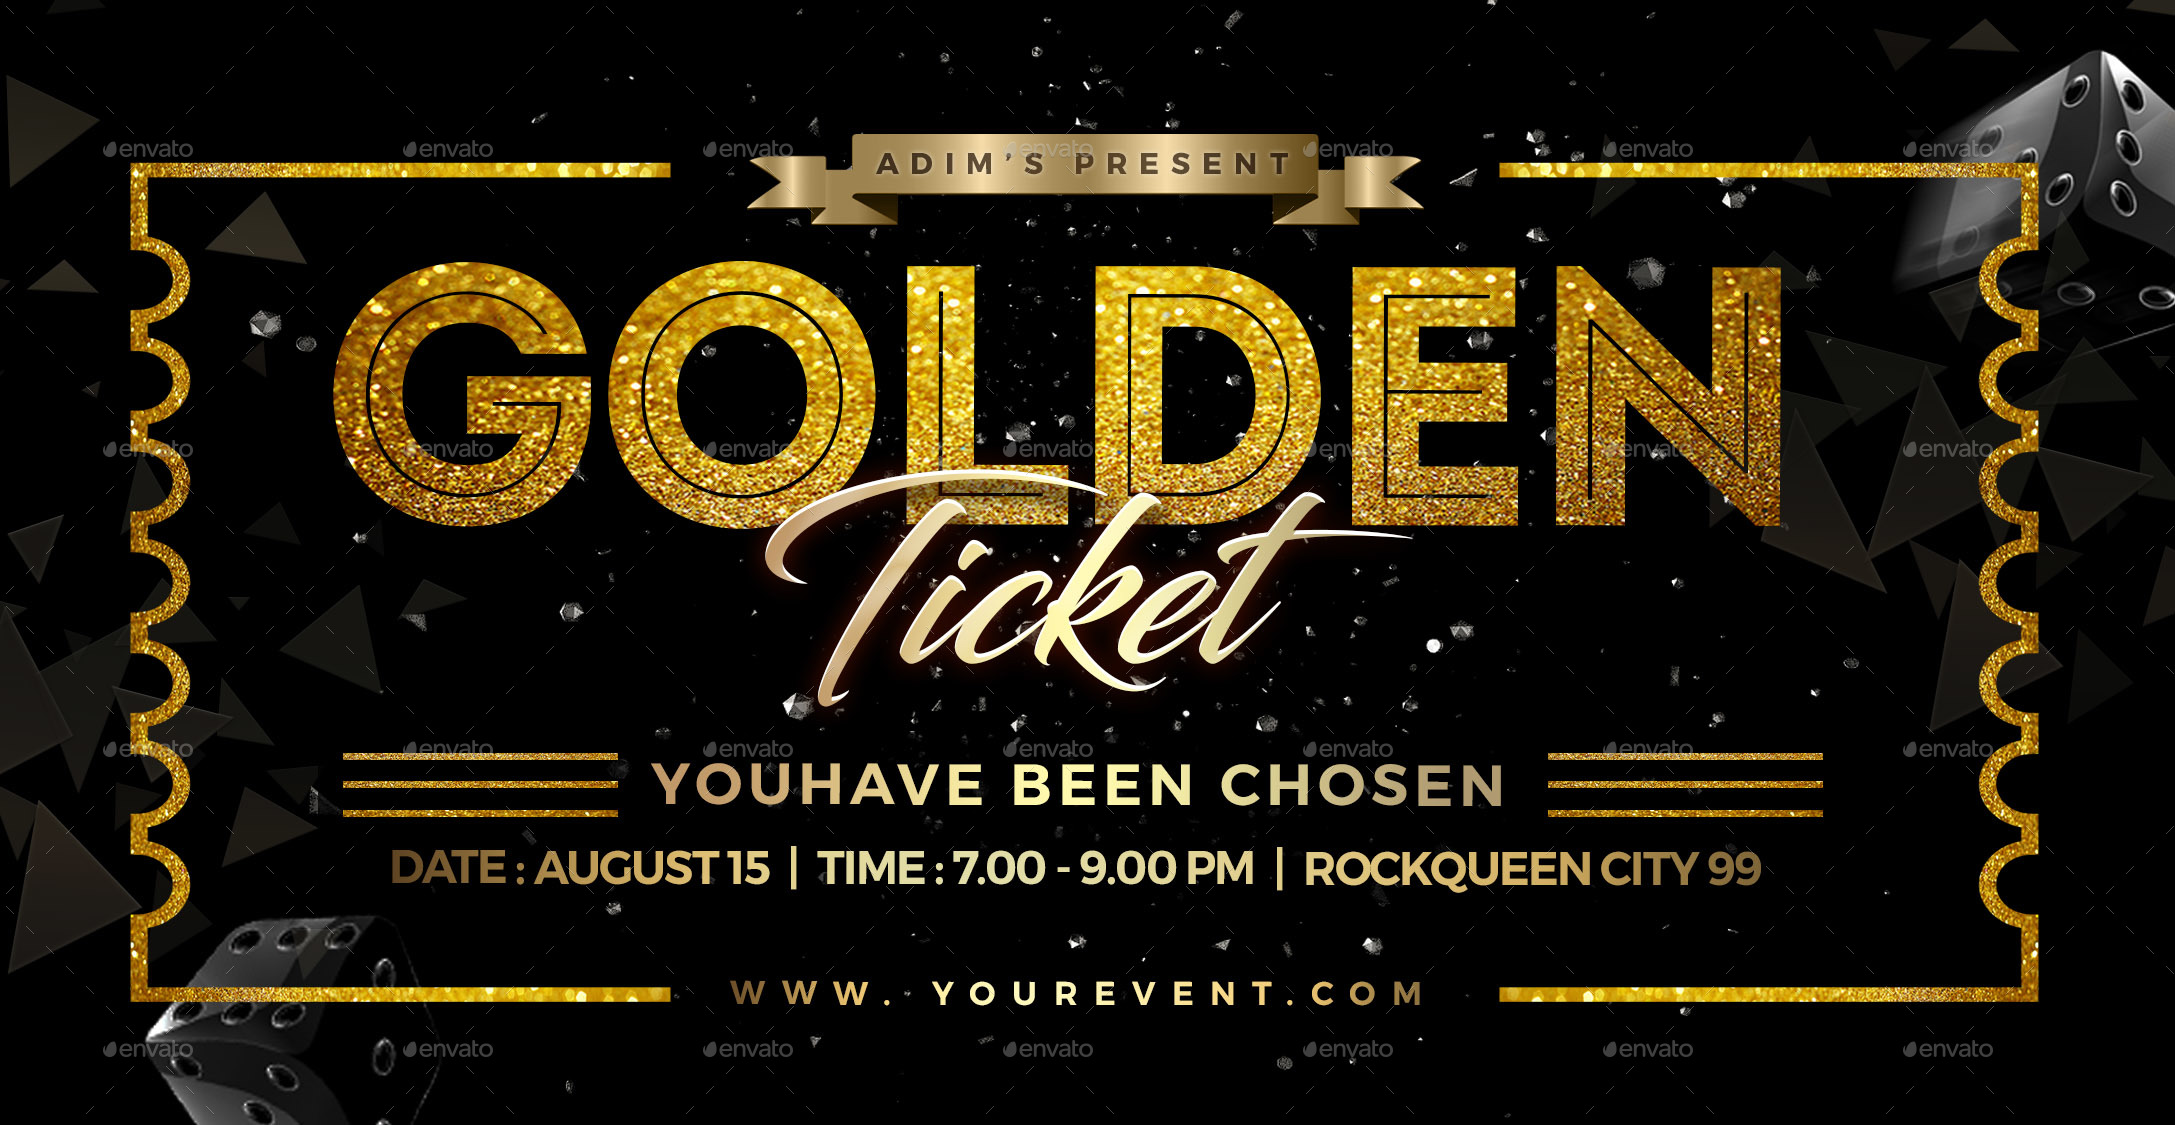 ADIM'S PRESENT
GOLDEN
Ticket
YOUHAVE BEEN CHOSEN
DATE : AUGUST 15 | TIME : 7.00 - 9.00 PM | ROCKQUEEN CITY 99
WWW. YOUREVENT.COM
envato